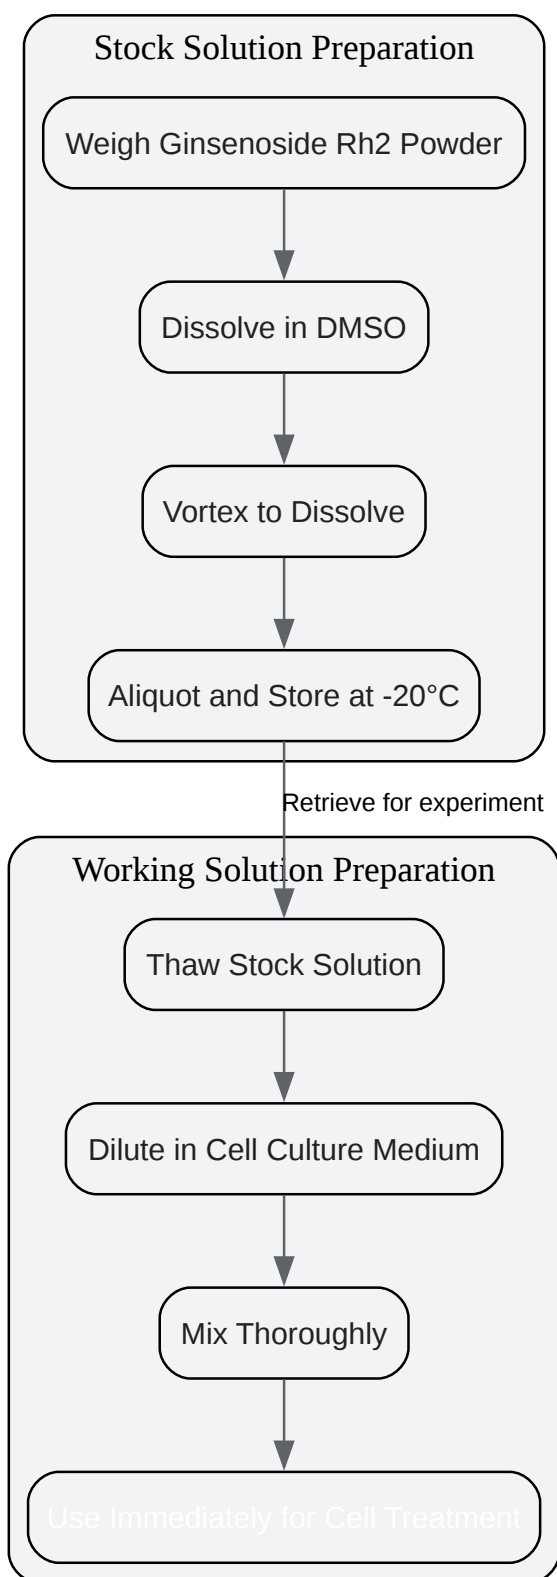 Stock Solution Preparation
Weigh Ginsenoside Rh2 Powder
Dissolve in DMSO
Vortex to Dissolve
Aliquot and Store at -20°C
Retrieve for experiment
Working Solution Preparation
Thaw Stock Solution
Dilute in Cell Culture Medium
Mix Thoroughly
Use Immediately for Cell Treatment